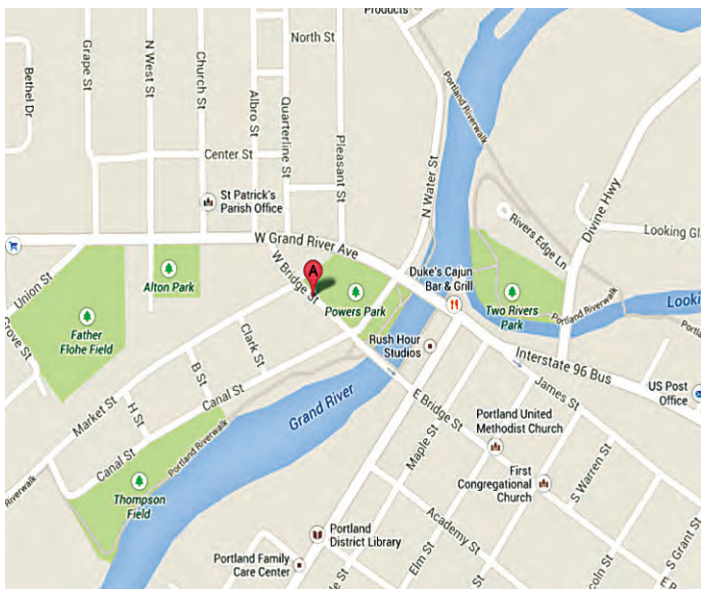 Products
North St
Bethel Dr
Grape St
N West St
Church St
Albro St
Quarterline St
Pleasant St
N Water St
Portland Riverwalk
Divine Hwy
Center St
St Patrick's
Parish Office
Rivers Edge Ln
Looking Gl
W Grand River Ave
W Bridge St
A
Union St
Alton Park
Father
Flohe Field
Grove St
Powers Park
Duke's Cajun
Bar & Grill
Two Rivers
Park
Portland Riverwalk
Looki
Portla
Rush Hour
Studios
Interstate 96 Bus
US Post
Office
Clark St
B St
H St
Market St
Canal St
Canal St
Grand River
Portland Riverwalk
Riverwalk
Thompson
Field
E Bridge St
James St
Maple St
Portland United
Methodist Church
First
Congregational
Church
S Warren St
S Grant St
Academy St
Elm St
coln St
E B
le St
Portland
District Library
Portland Family
Care Center